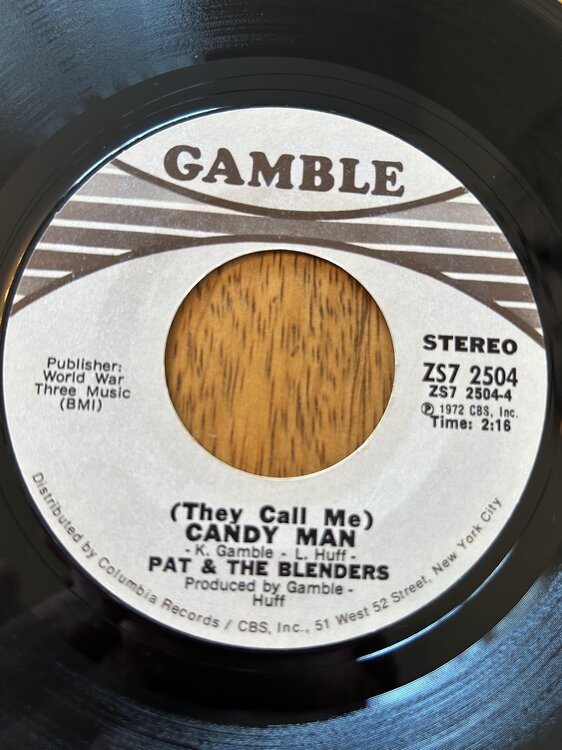 GAMBLE
Publisher:
World War
Three Music
(BMI)
STEREO
ZS7 2504
ZS7 2504-4
℗ 1972 CBS, Inc.
Time: 2:16
(They Call Me)
CANDY MAN
- K. Gamble - L. Huff -
PAT & THE BLENDERS
Produced by Gamble -
Huff
Distributed by Columbia Records / CBS, Inc., 51 West 52 Street, New York City